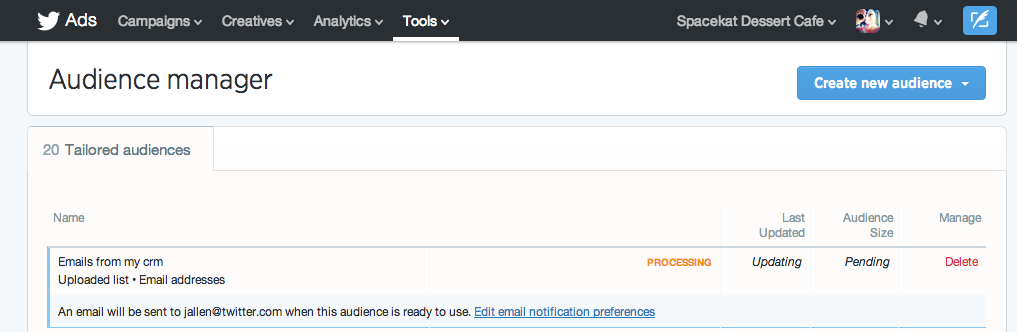 Ads Campaigns Creatives Analytics Tools Spacekat Dessert Cafe
Audience manager
Create new audience
20 Tailored audiences
Name Last Updated Audience Size Manage
Emails from my crm PROCESSING Updating Pending Delete
Uploaded list • Email addresses
An email will be sent to jallen@twitter.com when this audience is ready to use. Edit email notification preferences